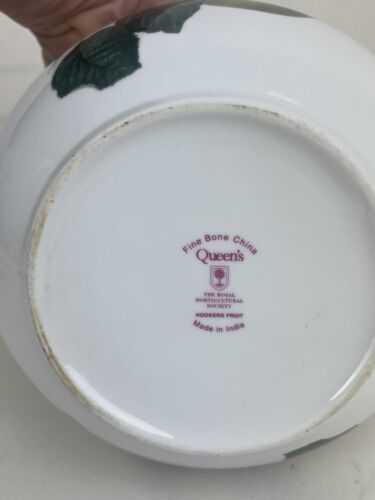 Fine Bone China
Queen's
THE ROYAL
HORTICULTURAL
SOCIETY
HOOKERS FRUIT
Made in India